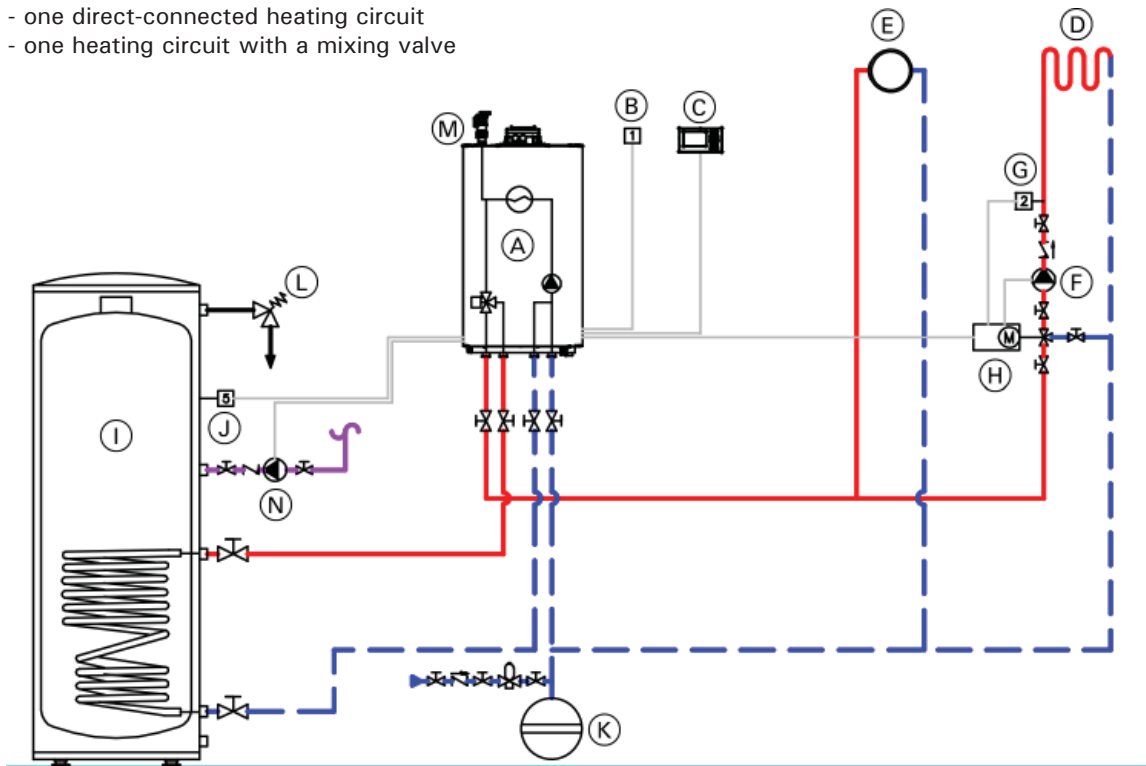 - one direct-connected heating circuit
- one heating circuit with a mixing valve
E
D
B
C
M
1
G
2
A
L
F
M
H
5
I
J
N
K